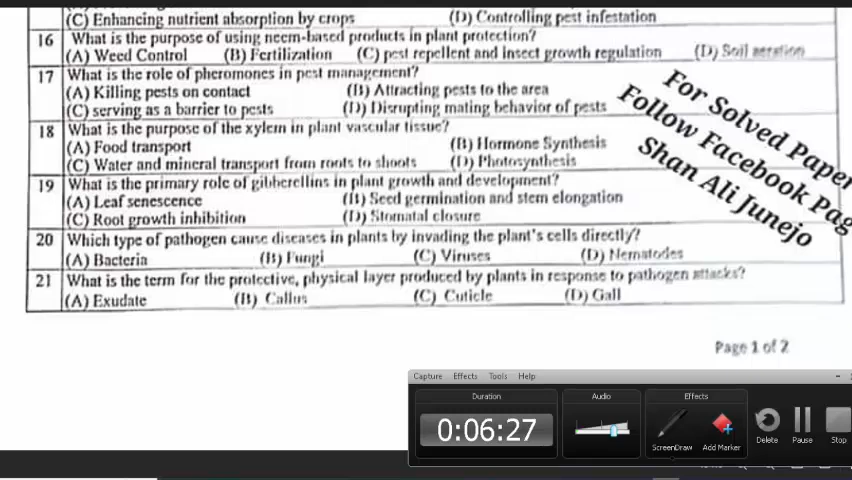 (C) Enhancing nutrient absorption by crops (D) Controlling pest infestation
16 What is the purpose of using neem-based products in plant protection?
(A) Weed Control (B) Fertilization (C) pest repellent and insect growth regulation (D) Soil aeration
17 What is the role of pheromones in pest management?
(A) Killing pests on contact (B) Attracting pests to the area
(C) serving as a barrier to pests (D) Disrupting mating behavior of pests
18 What is the purpose of the xylem in plant vascular tissue?
(A) Food transport (B) Hormone Synthesis
(C) Water and mineral transport from roots to shoots (D) Photosynthesis
19 What is the primary role of gibberellins in plant growth and development?
(A) Leaf senescence (B) Seed germination and stem elongation
(C) Root growth inhibition (D) Stomatal closure
20 Which type of pathogen cause diseases in plants by invading the plant's cells directly?
(A) Bacteria (B) Fungi (C) Viruses (D) Nematodes
21 What is the term for the protective, physical layer produced by plants in response to pathogen attacks?
(A) Exudate (B) Callus (C) Cuticle (D) Gall
For Solved Paper
Follow Facebook Pag
Shan Ali Junejo
Page 1 of 2
Capture Effects Tools Help
Duration Audio Effects
0:06:27
ScreenDraw Add Marker Delete Pause Stop